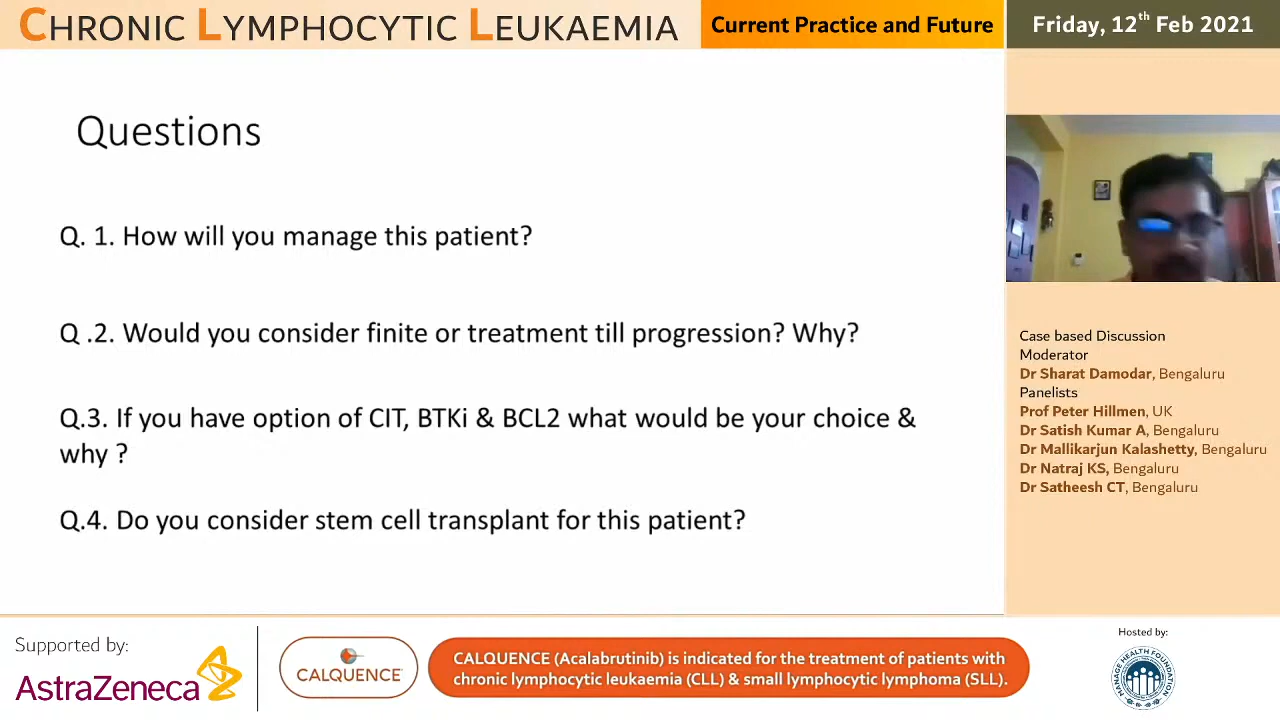 CHRONIC LYMPHOCYTIC LEUKAEMIA
Current Practice and Future
Friday, 12th Feb 2021
Questions
Q. 1. How will you manage this patient?
Q .2. Would you consider finite or treatment till progression? Why?
Q.3. If you have option of CIT, BTKi & BCL2 what would be your choice &
why ?
Q.4. Do you consider stem cell transplant for this patient?
Case based Discussion
Moderator
Dr Sharat Damodar, Bengaluru
Panelists
Prof Peter Hillmen, UK
Dr Satish Kumar A, Bengaluru
Dr Mallikarjun Kalashetty, Bengaluru
Dr Natraj KS, Bengaluru
Dr Satheesh CT, Bengaluru
Supported by:
AstraZeneca
CALQUENCE
CALQUENCE (Acalabrutinib) is indicated for the treatment of patients with
chronic lymphocytic leukaemia (CLL) & small lymphocytic lymphoma (SLL).
Hosted by:
MANAGE HEALTH FOUNDATION